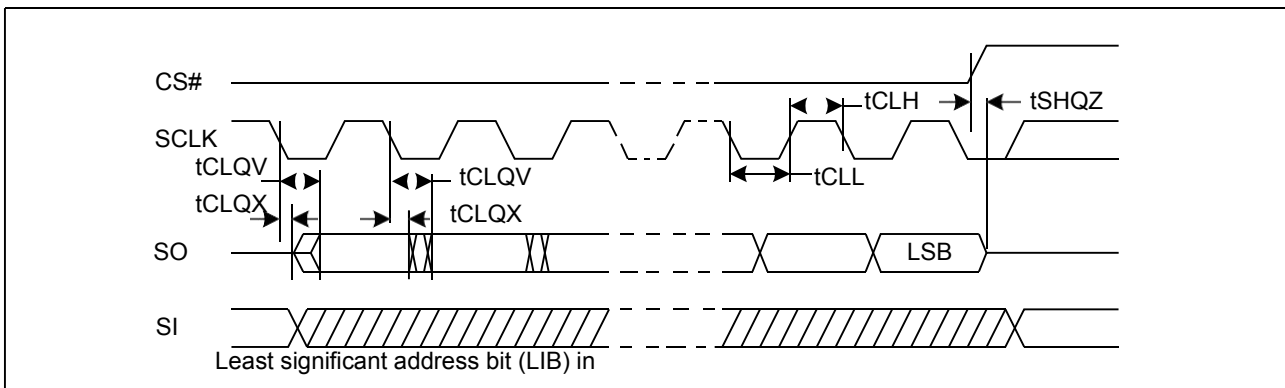 CS#
tCLH
tSHQZ
SCLK
tCLQV
tCLQV
tCLL
tCLQX
tCLQX
SO
LSB
SI
Least significant address bit (LIB) in